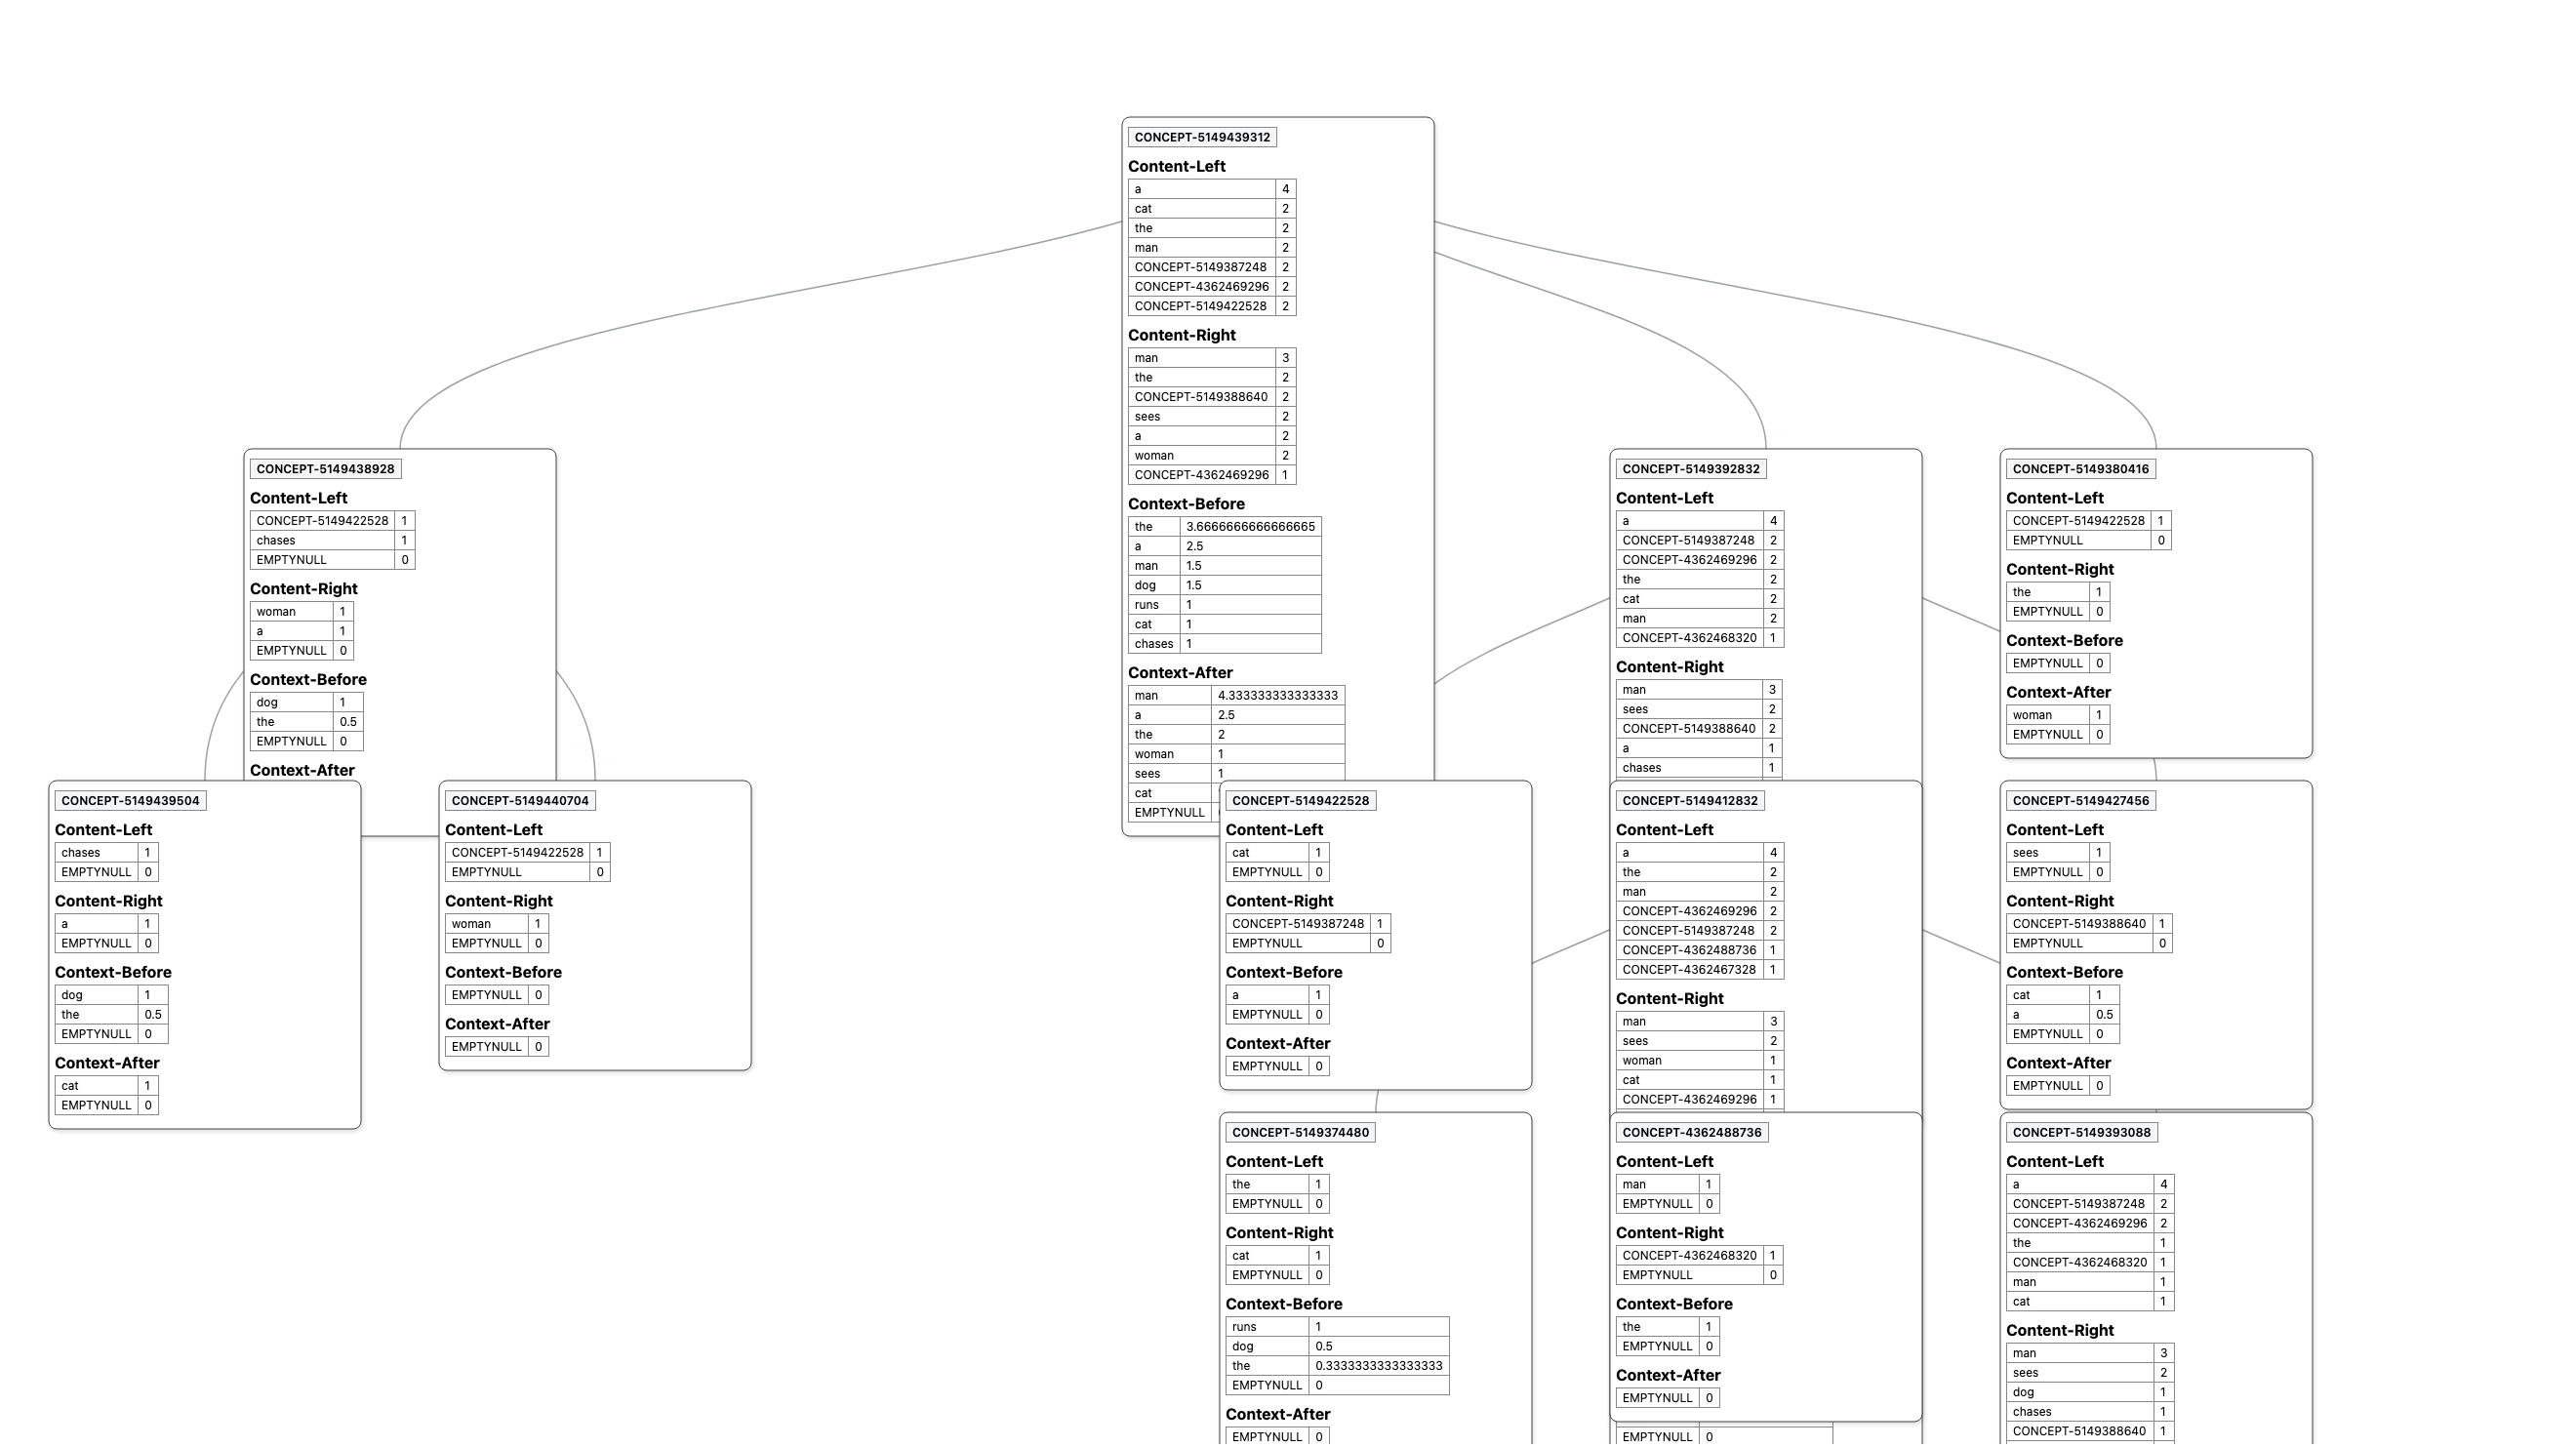 CONCEPT-5149439312
Content-Left
a 4
cat 2
the 2
man 2
CONCEPT-5149387248 2
CONCEPT-4362469296 2
CONCEPT-5149422528 2
Content-Right
man 3
the 2
CONCEPT-5149388640 2
sees 2
a 2
woman 2
CONCEPT-4362469296 1
Context-Before
the 3.6666666666666665
a 2.5
man 1.5
dog 1.5
runs 1
cat 1
chases 1
Context-After
man 4.333333333333333
a 2.5
the 2
woman 1
sees 1
cat
EMPTYNULL
CONCEPT-5149438928
Content-Left
CONCEPT-5149422528 1
chases 1
EMPTYNULL 0
Content-Right
woman 1
a 1
EMPTYNULL 0
Context-Before
dog 1
the 0.5
EMPTYNULL 0
Context-After
CONCEPT-5149392832
Content-Left
a 4
CONCEPT-5149387248 2
CONCEPT-4362469296 2
the 2
cat 2
man 2
CONCEPT-4362468320 1
Content-Right
man 3
sees 2
CONCEPT-5149388640 2
a 1
chases 1
CONCEPT-5149380416
Content-Left
CONCEPT-5149422528 1
EMPTYNULL 0
Content-Right
the 1
EMPTYNULL 0
Context-Before
EMPTYNULL 0
Context-After
woman 1
EMPTYNULL 0
CONCEPT-5149439504
Content-Left
chases 1
EMPTYNULL 0
Content-Right
a 1
EMPTYNULL 0
Context-Before
dog 1
the 0.5
EMPTYNULL 0
Context-After
cat 1
EMPTYNULL 0
CONCEPT-5149440704
Content-Left
CONCEPT-5149422528 1
EMPTYNULL 0
Content-Right
woman 1
EMPTYNULL 0
Context-Before
EMPTYNULL 0
Context-After
EMPTYNULL 0
CONCEPT-5149422528
Content-Left
cat 1
EMPTYNULL 0
Content-Right
CONCEPT-5149387248 1
EMPTYNULL 0
Context-Before
a 1
EMPTYNULL 0
Context-After
EMPTYNULL 0
CONCEPT-5149412832
Content-Left
a 4
the 2
man 2
CONCEPT-4362469296 2
CONCEPT-5149387248 2
CONCEPT-4362488736 1
CONCEPT-4362467328 1
Content-Right
man 3
sees 2
woman 1
cat 1
CONCEPT-4362469296 1
CONCEPT-5149427456
Content-Left
sees 1
EMPTYNULL 0
Content-Right
CONCEPT-5149388640 1
EMPTYNULL 0
Context-Before
cat 1
a 0.5
EMPTYNULL 0
Context-After
EMPTYNULL 0
CONCEPT-5149374480
Content-Left
the 1
EMPTYNULL 0
Content-Right
cat 1
EMPTYNULL 0
Context-Before
runs 1
dog 0.5
the 0.3333333333333333
EMPTYNULL 0
Context-After
EMPTYNULL 0
CONCEPT-4362488736
Content-Left
man 1
EMPTYNULL 0
Content-Right
CONCEPT-4362468320 1
EMPTYNULL 0
Context-Before
the 1
EMPTYNULL 0
Context-After
EMPTYNULL 0
EMPTYNULL 0
CONCEPT-5149393088
Content-Left
a 4
CONCEPT-5149387248 2
CONCEPT-4362469296 2
the 1
CONCEPT-4362468320 1
man 1
cat 1
Content-Right
man 3
sees 2
dog 1
chases 1
CONCEPT-5149388640 1